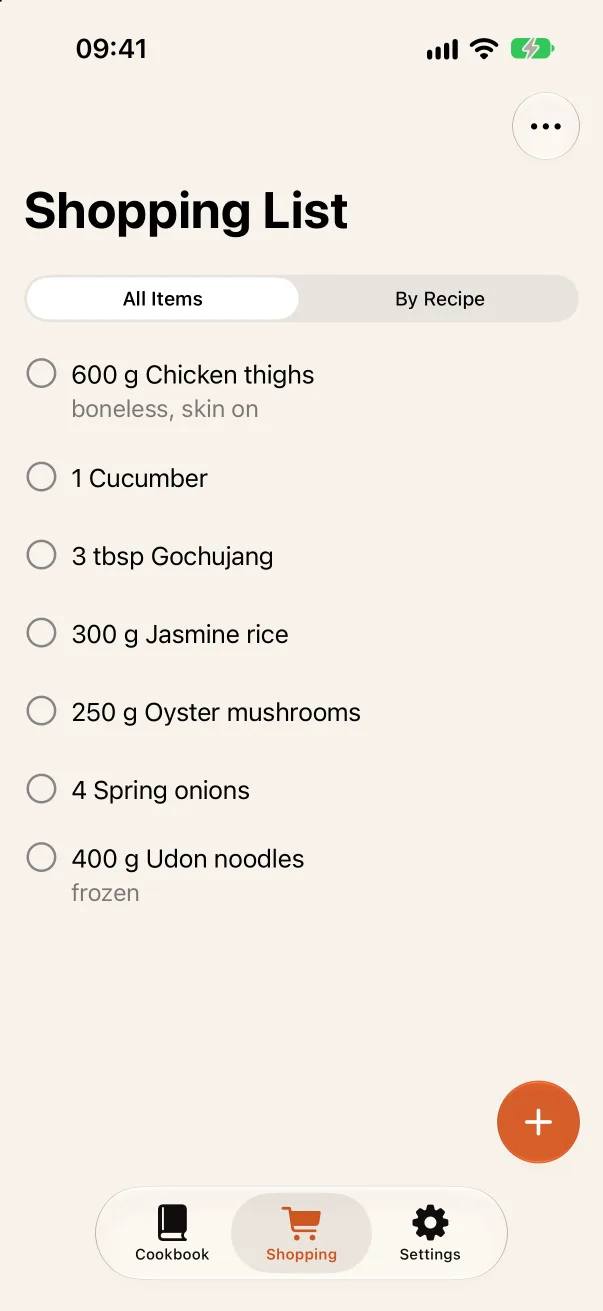 09:41
Shopping List
All Items
By Recipe
600 g Chicken thighs
boneless, skin on
1 Cucumber
3 tbsp Gochujang
300 g Jasmine rice
250 g Oyster mushrooms
4 Spring onions
400 g Udon noodles
frozen
Cookbook
Shopping
Settings